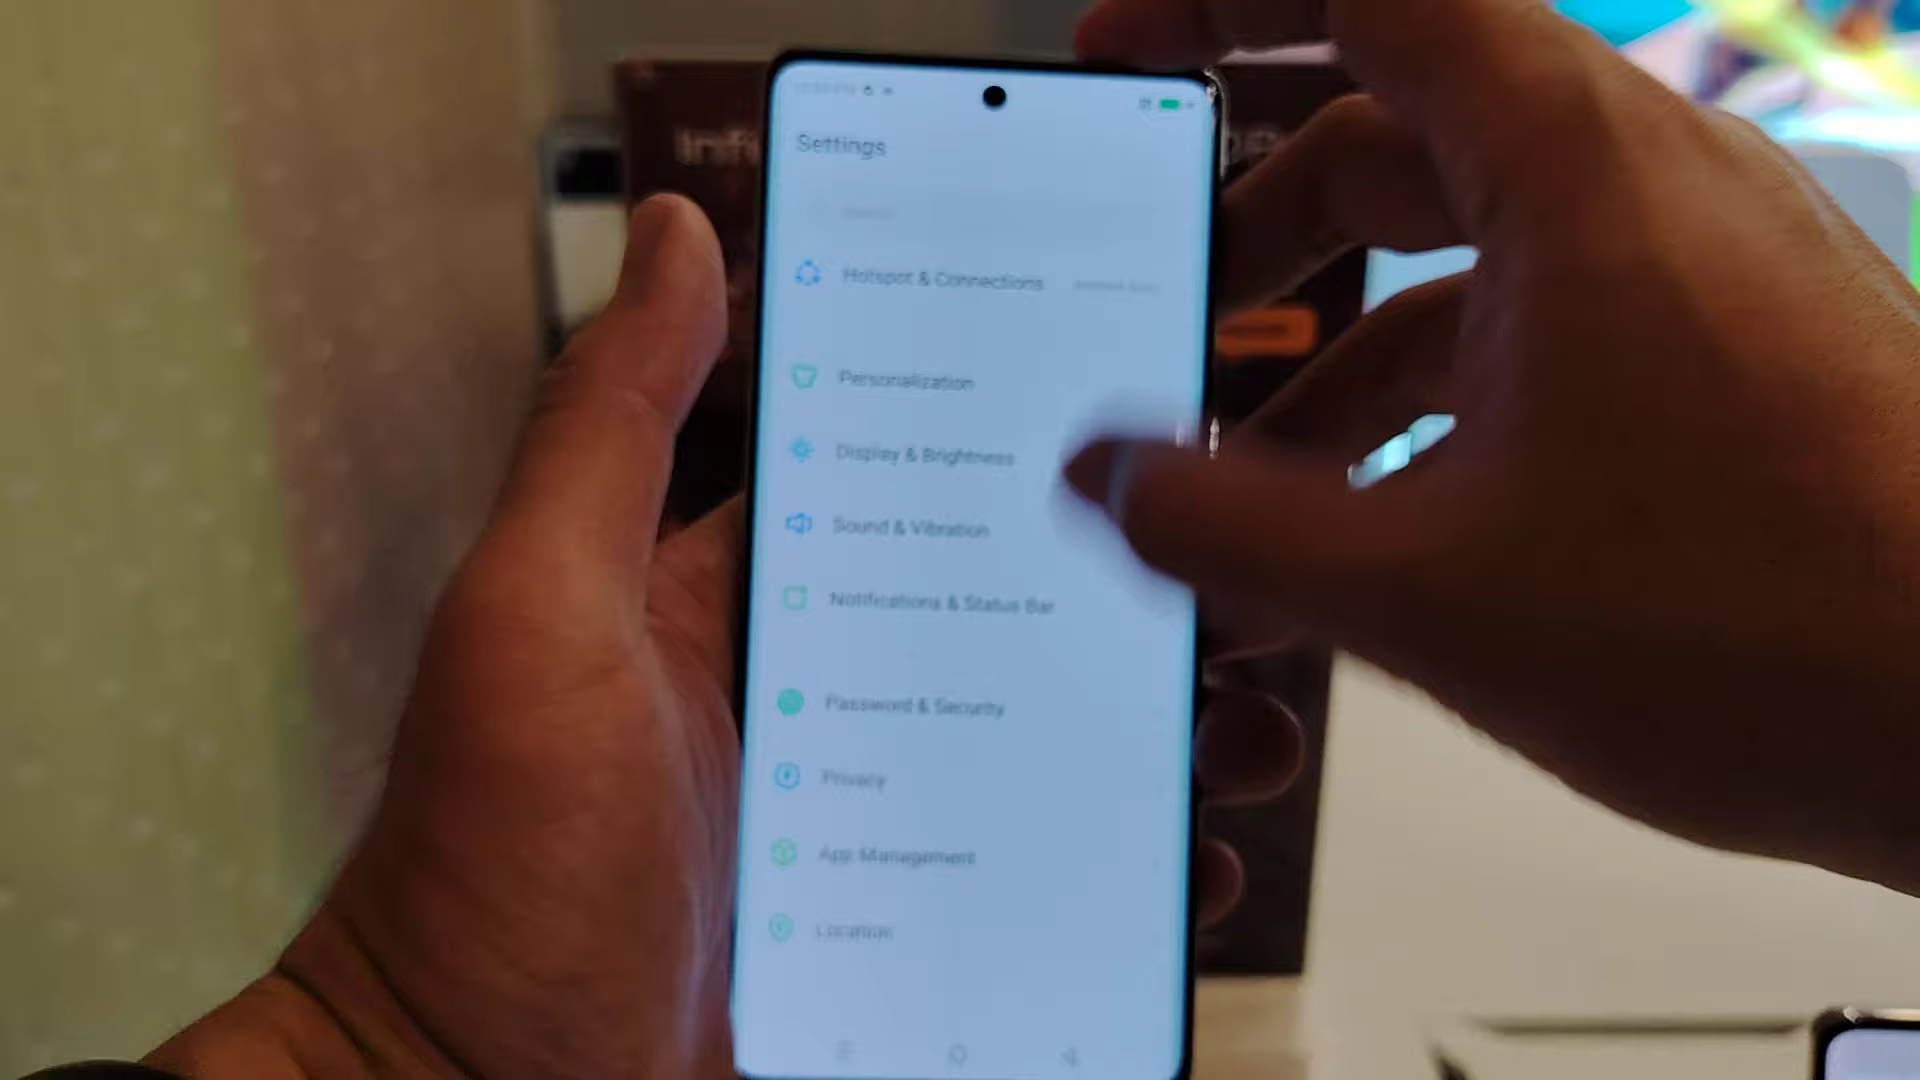 Settings
Hotspot & Connections
Personalization
Display & Brightness
Sound & Vibration
Notifications & Status Bar
Password & Security
Privacy
App Management
Location